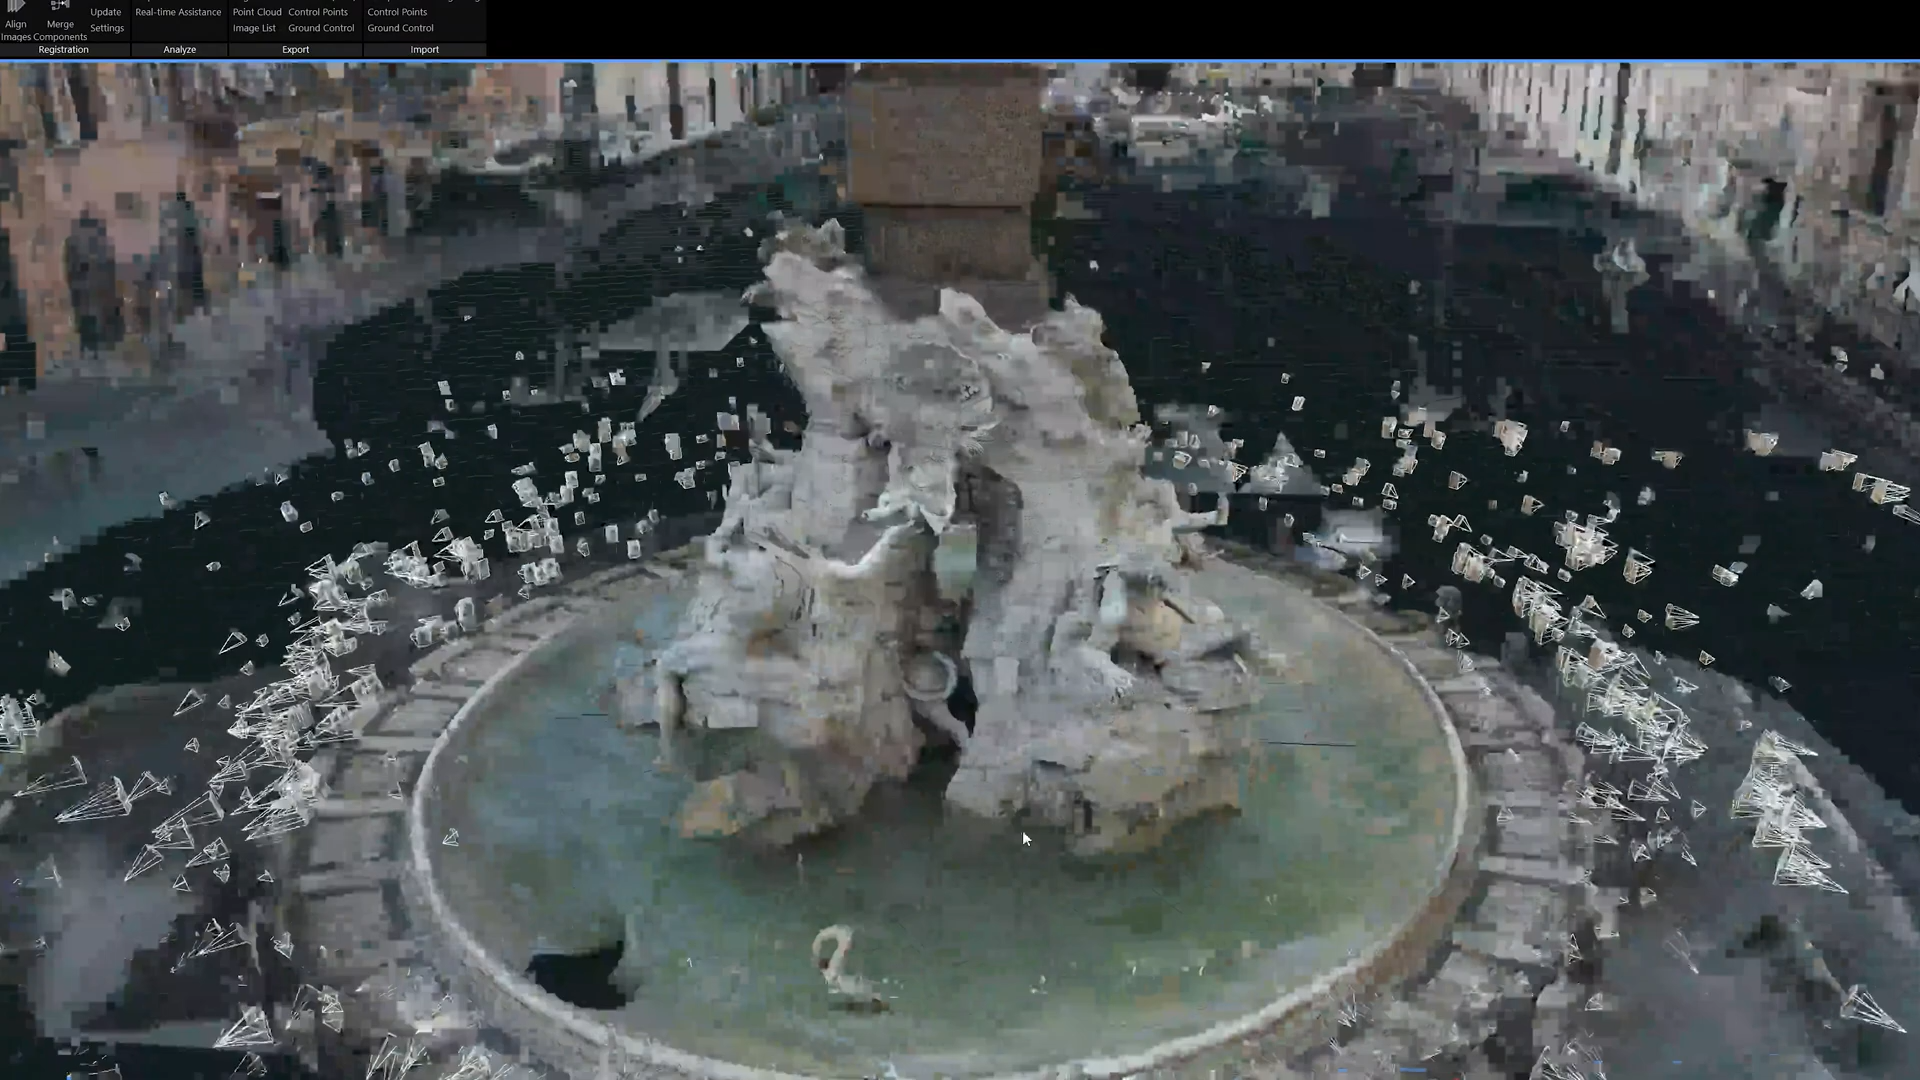 Align
Images
Merge
Components
Update
Settings
Registration
Real-time Assistance
Analyze
Point Cloud
Control Points
Image List
Ground Control
Export
Control Points
Ground Control
Import